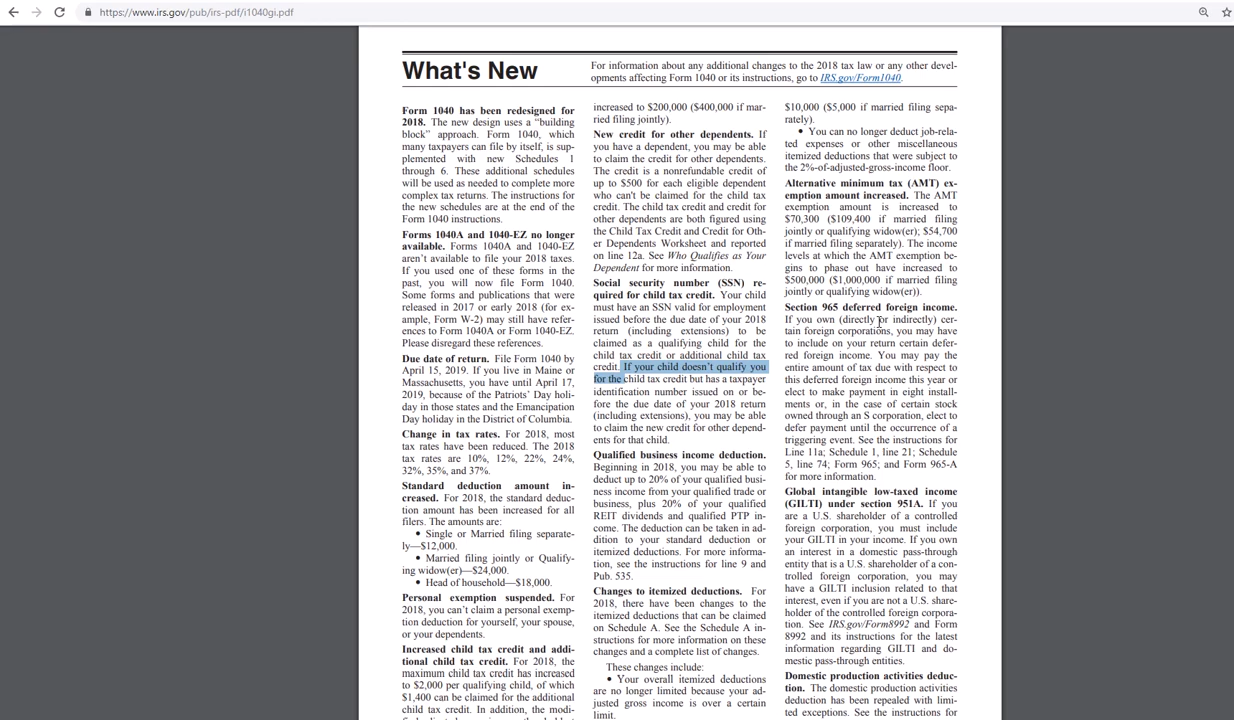 https://www.irs.gov/pub/irs-pdf/i1040gi.pdf
What's New
For information about any additional changes to the 2018 tax law or any other devel-
opments affecting Form 1040 or its instructions, go to IRS.gov/Form1040.
Form 1040 has been redesigned for
2018. The new design uses a “building
block” approach. Form 1040, which
many taxpayers can file by itself, is sup-
plemented with new Schedules 1
through 6. These additional schedules
will be used as needed to complete more
complex tax returns. The instructions for
the new schedules are at the end of the
Form 1040 instructions.
Forms 1040A and 1040-EZ no longer
available. Forms 1040A and 1040-EZ
aren’t available to file your 2018 taxes.
If you used one of these forms in the
past, you will now file Form 1040.
Some forms and publications that were
released in 2017 or early 2018 (for ex-
ample, Form W-2) may still have refer-
ences to Form 1040A or Form 1040-EZ.
Please disregard these references.
Due date of return. File Form 1040 by
April 15, 2019. If you live in Maine or
Massachusetts, you have until April 17,
2019, because of the Patriots’ Day holi-
day in those states and the Emancipation
Day holiday in the District of Columbia.
Change in tax rates. For 2018, most
tax rates have been reduced. The 2018
tax rates are 10%, 12%, 22%, 24%,
32%, 35%, and 37%.
Standard deduction amount in-
creased. For 2018, the standard deduc-
tion amount has been increased for all
filers. The amounts are:
• Single or Married filing separate-
ly—$12,000.
• Married filing jointly or Qualify-
ing widow(er)—$24,000.
• Head of household—$18,000.
Personal exemption suspended. For
2018, you can’t claim a personal exemp-
tion deduction for yourself, your spouse,
or your dependents.
Increased child tax credit and addi-
tional child tax credit. For 2018, the
maximum child tax credit has increased
to $2,000 per qualifying child, of which
$1,400 can be claimed for the additional
child tax credit. In addition, the modi-
increased to $200,000 ($400,000 if mar-
ried filing jointly).
New credit for other dependents. If
you have a dependent, you may be able
to claim the credit for other dependents.
The credit is a nonrefundable credit of
up to $500 for each eligible dependent
who can't be claimed for the child tax
credit. The child tax credit and credit for
other dependents are both figured using
the Child Tax Credit and Credit for Oth-
er Dependents Worksheet and reported
on line 12a. See Who Qualifies as Your
Dependent for more information.
Social security number (SSN) re-
quired for child tax credit. Your child
must have an SSN valid for employment
issued before the due date of your 2018
return (including extensions) to be
claimed as a qualifying child for the
child tax credit or additional child tax
credit. If your child doesn’t qualify you
for the child tax credit but has a taxpayer
identification number issued on or be-
fore the due date of your 2018 return
(including extensions), you may be able
to claim the new credit for other depend-
ents for that child.
Qualified business income deduction.
Beginning in 2018, you may be able to
deduct up to 20% of your qualified busi-
ness income from your qualified trade or
business, plus 20% of your qualified
REIT dividends and qualified PTP in-
come. The deduction can be taken in ad-
dition to your standard deduction or
itemized deductions. For more informa-
tion, see the instructions for line 9 and
Pub. 535.
Changes to itemized deductions. For
2018, there have been changes to the
itemized deductions that can be claimed
on Schedule A. See the Schedule A in-
structions for more information on these
changes and a complete list of changes.
These changes include:
• Your overall itemized deductions
are no longer limited because your ad-
justed gross income is over a certain
limit.
$10,000 ($5,000 if married filing sepa-
rately).
• You can no longer deduct job-rela-
ted expenses or other miscellaneous
itemized deductions that were subject to
the 2%-of-adjusted-gross-income floor.
Alternative minimum tax (AMT) ex-
emption amount increased. The AMT
exemption amount is increased to
$70,300 ($109,400 if married filing
jointly or qualifying widow(er); $54,700
if married filing separately). The income
levels at which the AMT exemption be-
gins to phase out have increased to
$500,000 ($1,000,000 if married filing
jointly or qualifying widow(er)).
Section 965 deferred foreign income.
If you own (directly or indirectly) cer-
tain foreign corporations, you may have
to include on your return certain defer-
red foreign income. You may pay the
entire amount of tax due with respect to
this deferred foreign income this year or
elect to make payment in eight install-
ments or, in the case of certain stock
owned through an S corporation, elect to
defer payment until the occurrence of a
triggering event. See the instructions for
Line 11a; Schedule 1, line 21; Schedule
5, line 74; Form 965; and Form 965-A
for more information.
Global intangible low-taxed income
(GILTI) under section 951A. If you
are a U.S. shareholder of a controlled
foreign corporation, you must include
your GILTI in your income. If you own
an interest in a domestic pass-through
entity that is a U.S. shareholder of a con-
trolled foreign corporation, you may
have a GILTI inclusion related to that
interest, even if you are not a U.S. share-
holder of the controlled foreign corpora-
tion. See IRS.gov/Form8992 and Form
8992 and its instructions for the latest
information regarding GILTI and do-
mestic pass-through entities.
Domestic production activities deduc-
tion. The domestic production activities
deduction has been repealed with limi-
ted exceptions. See the instructions for